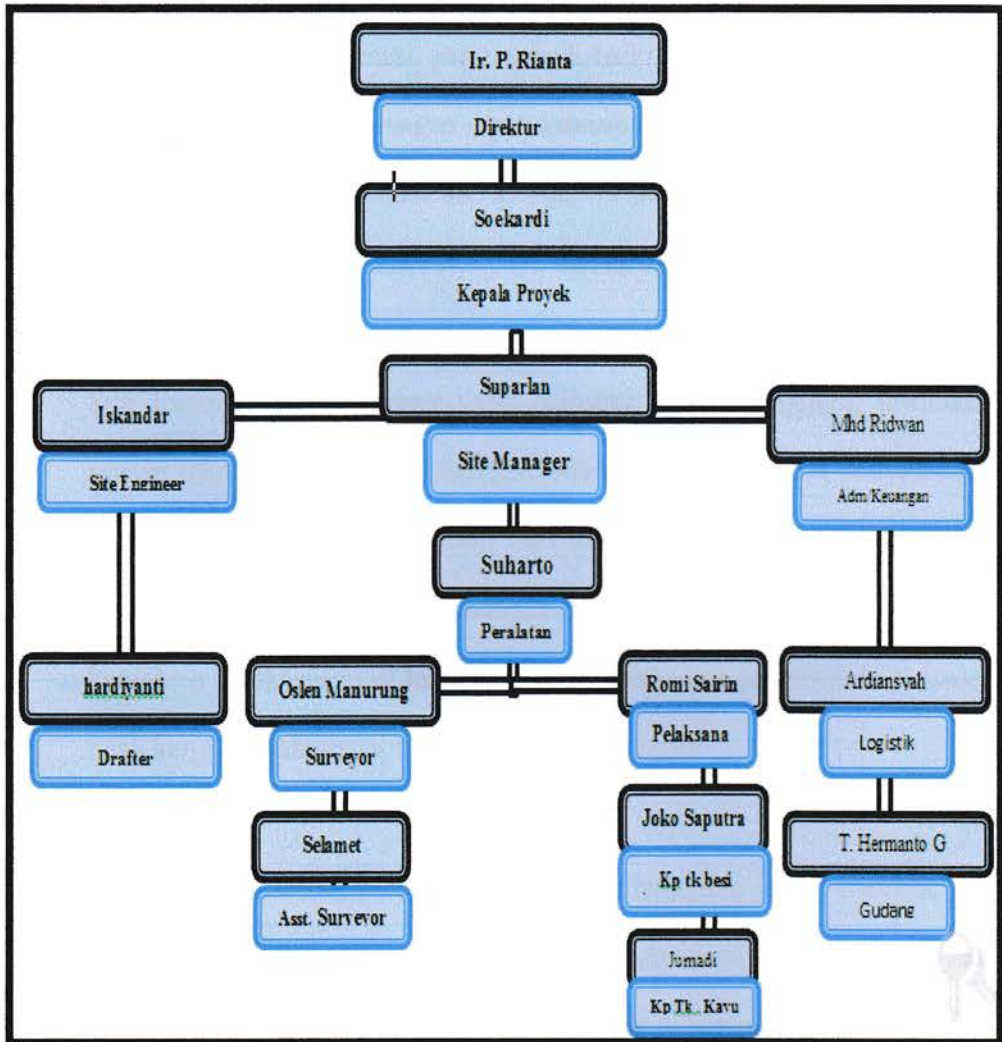 Ir. P. Rianta
Direktur
Soekardi
Kepala Proyek
Suparlan
Iskandar
Mhd Ridwan
Site Manager
Site Engineer
Adm/Keuangan
Suharto
Peralatan
hardiyanti
Oslen Manurung
Romi Sairin
Ardiansyah
Drafter
Surveyor
Pelaksana
Logistik
Selamet
Joko Saputra
T. Hermanto G
Asst. Surveyor
Kp tk besi
Gudang
Jumadi
Kp Tk. Kayu